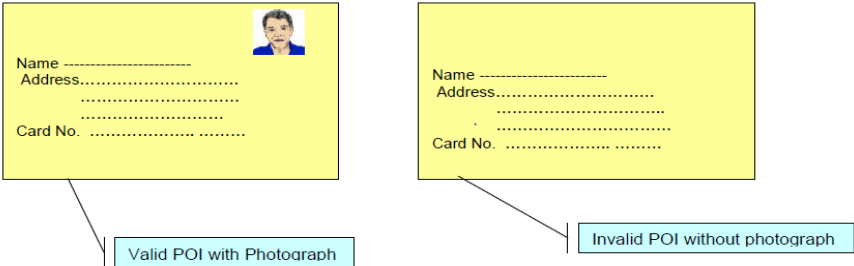 Name ------------------------
Address…………………………
…………………………
………………………
Card No. ……………….. ………
Valid POI with Photograph
Name ------------------------
Address…………………………
…………………………..
……………………………
Card No. ……………….. ………
Invalid POI without photograph